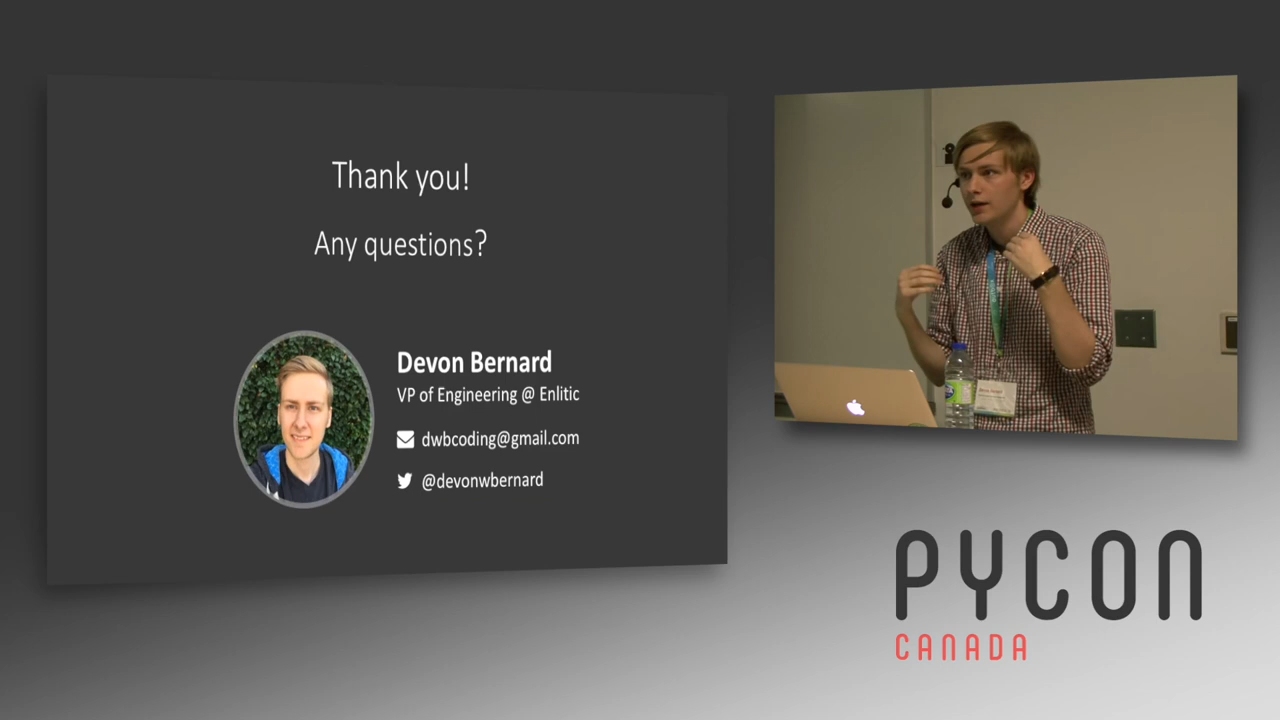 Thank you!
Any questions?
Devon Bernard
VP of Engineering @ Enlitic
dwbcoding@gmail.com
@devonwbernard
PYCON
CANADA